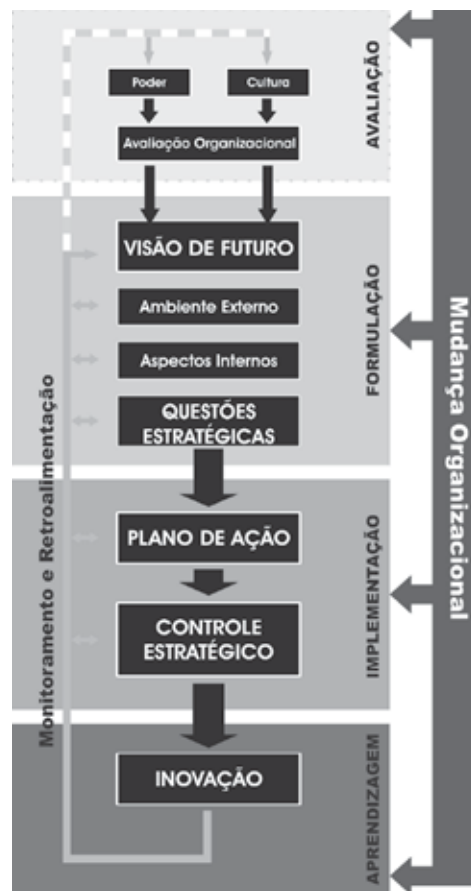 Poder
Cultura
Avaliação Organizacional
AVALIAÇÃO
VISÃO DE FUTURO
Ambiente Externo
Aspectos Internos
QUESTÕES
ESTRATÉGICAS
FORMULAÇÃO
PLANO DE AÇÃO
CONTROLE
ESTRATÉGICO
IMPLEMENTAÇÃO
INOVAÇÃO
APRENDIZAGEM
Monitoramento e Retroalimentação
Mudança Organizacional